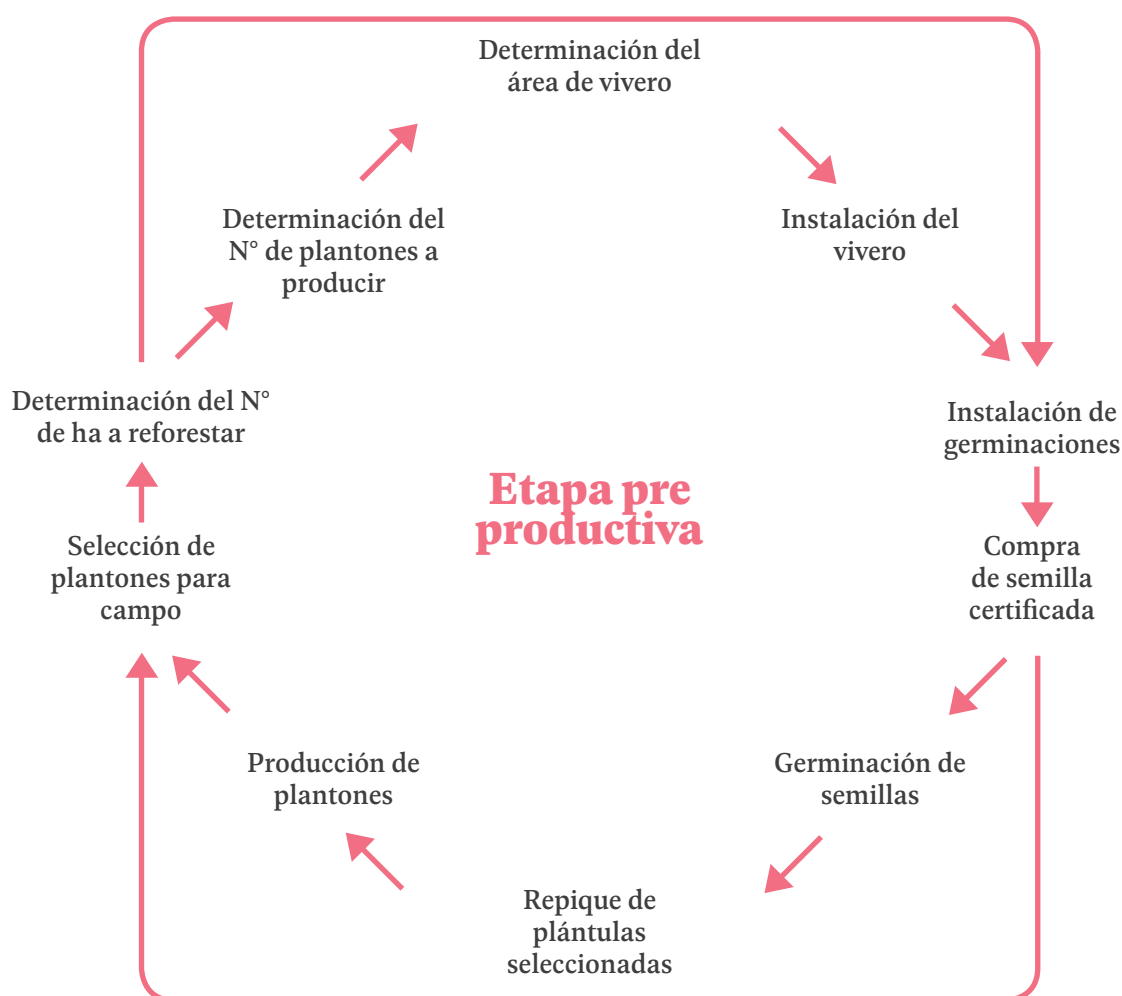 Determinación del
área de vivero
Determinación del
N° de plantones a
producir
Instalación del
vivero
Determinación del N°
de ha a reforestar
Instalación de
germinaciones
Etapa pre
productiva
Selección de
plantones para
campo
Compra
de semilla
certificada
Producción de
plantones
Germinación de
semillas
Repique de
plántulas
seleccionadas